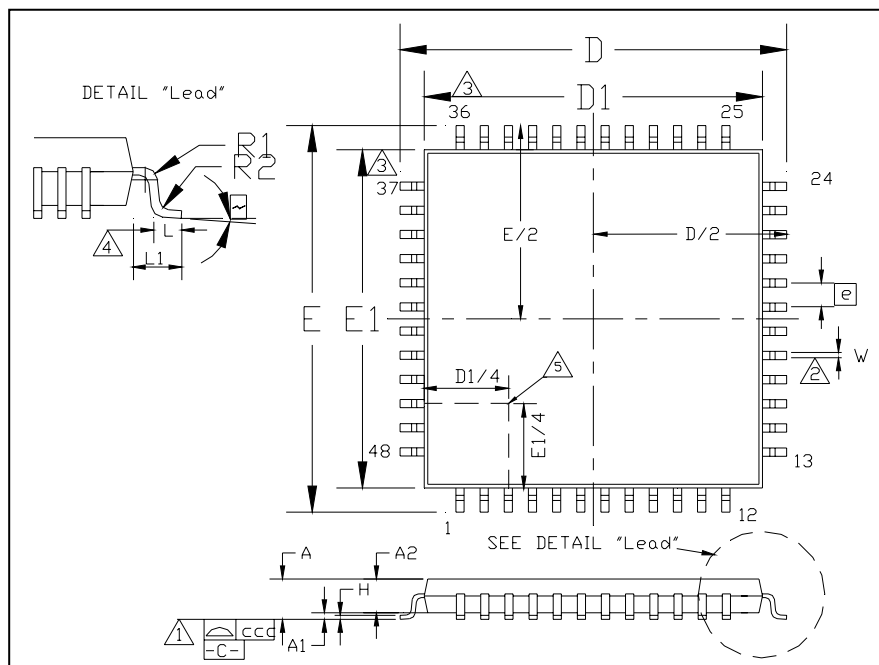 D
DETAIL "Lead"
3
D1
36
25
R1
R2
3
37
24
E/2
D/2
4
L
L1
e
E
E1
W
2
D1/4
5
E1/4
48
13
1
12
SEE DETAIL "Lead"
A
A2
H
1
ccc
A1
-C-